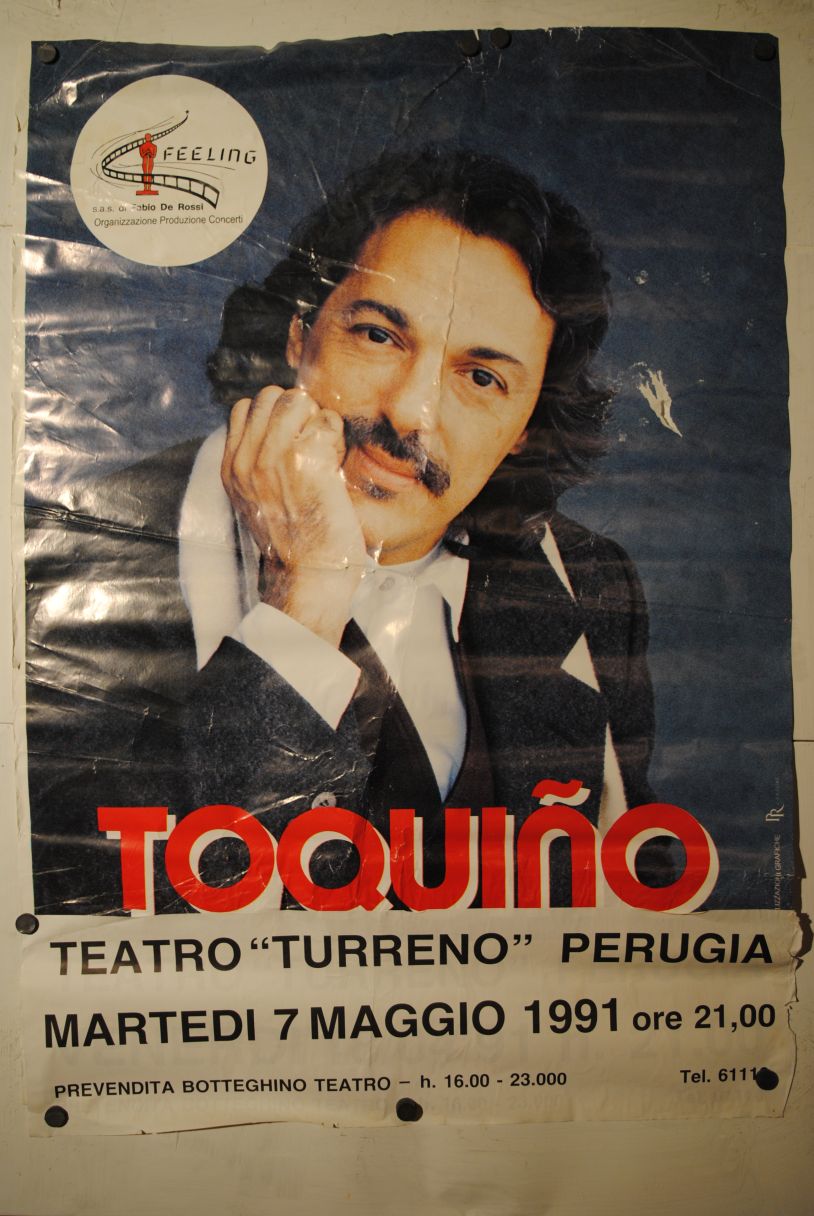 FEELING
s.a.s. di Fabio De Rossi
Organizzazione Produzione Concerti
TOQUIÑO
TEATRO “TURRENO” PERUGIA
MARTEDI 7 MAGGIO 1991 ore 21,00
PREVENDITA BOTTEGHINO TEATRO – h. 16.00 - 23.000
Tel.
GRAFICHE